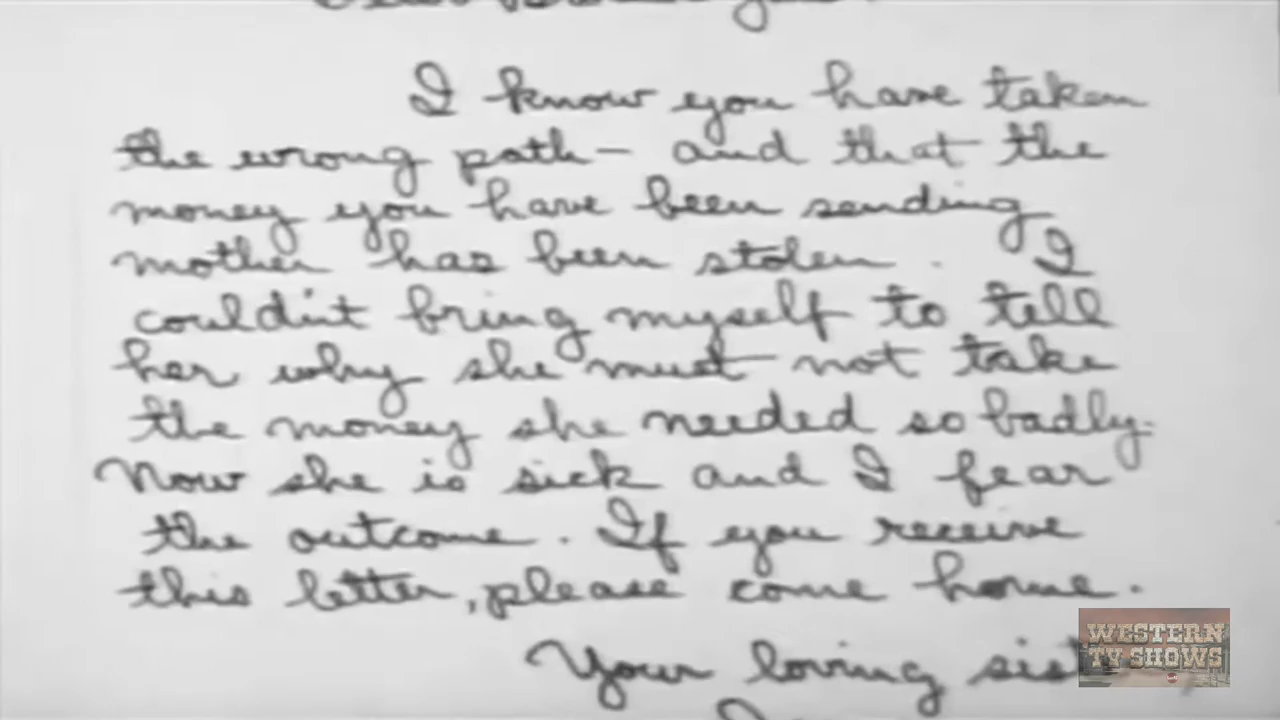 I know you have taken
the wrong path - and that the
money you have been sending
mother has been stolen. I
couldn't bring myself to tell
her why she must not take
the money she needed so badly.
Now she is sick and I fear
the outcome. If you receive
this letter, please come home.
Your loving
WESTERN
TV SHOWS